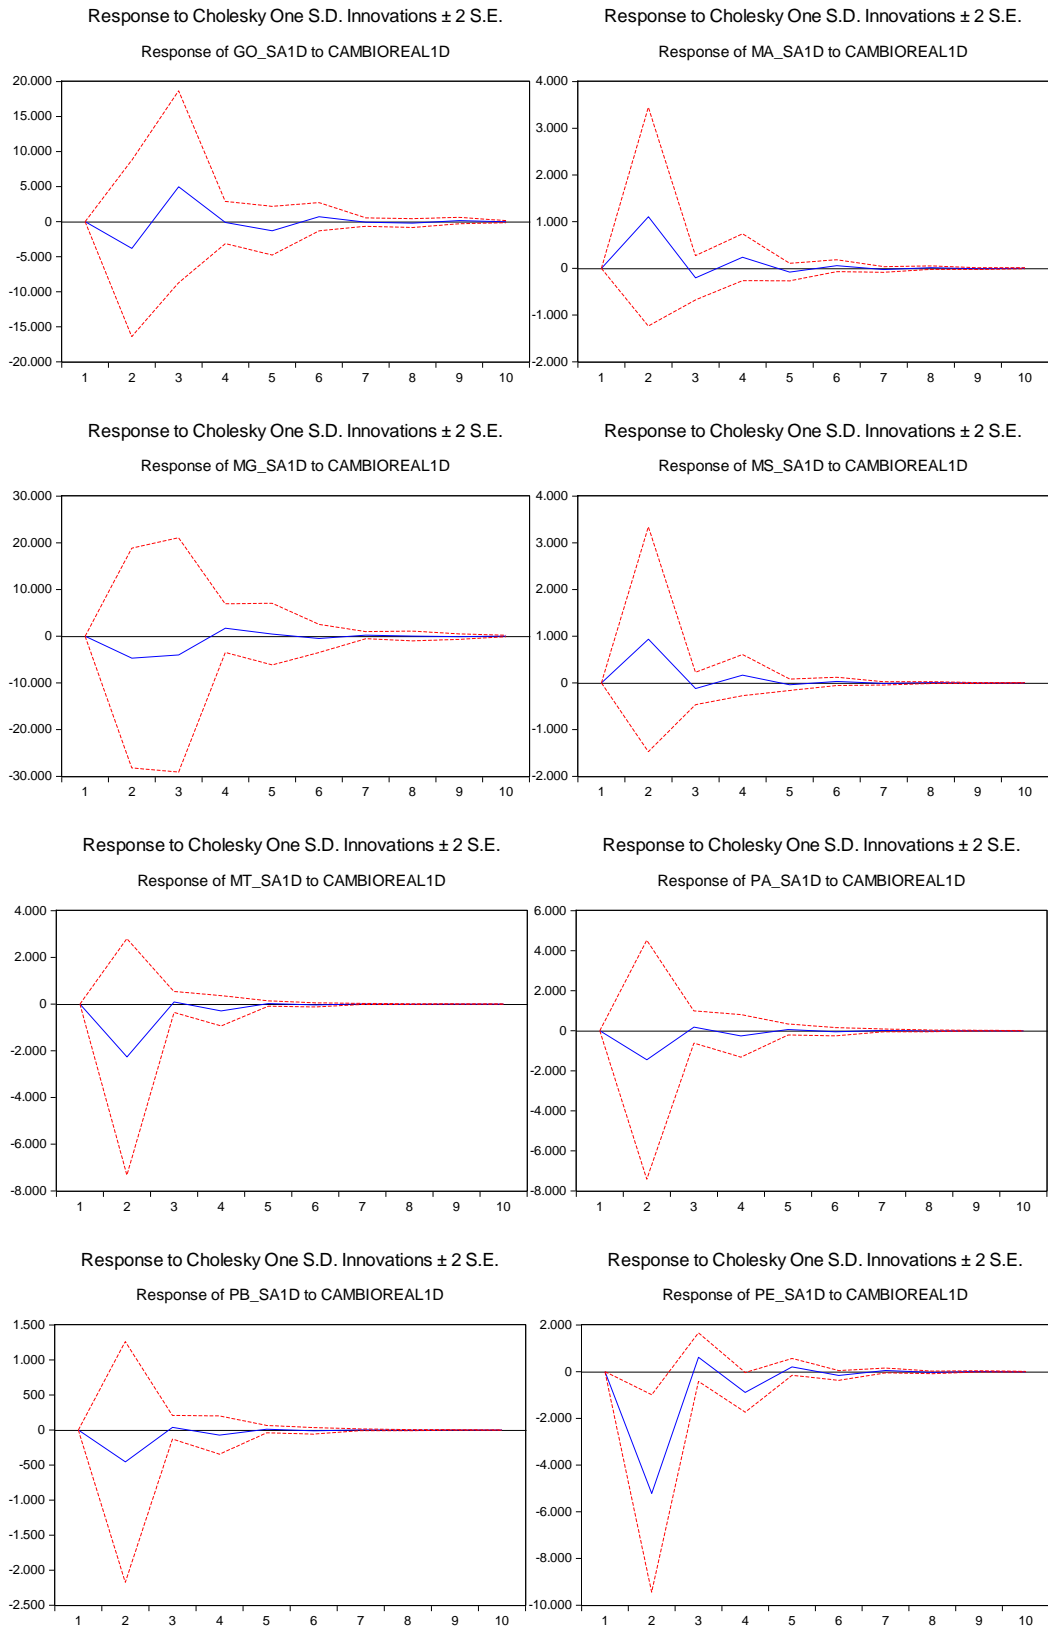 Response to Cholesky One S.D. Innovations ± 2 S.E.
Response of GO_SA1D to CAMBIOREAL1D
20.000
15.000
10.000
5.000
0
-5.000
-10.000
-15.000
-20.000
1 2 3 4 5 6 7 8 9 10
Response to Cholesky One S.D. Innovations ± 2 S.E.
Response of MA_SA1D to CAMBIOREAL1D
4.000
3.000
2.000
1.000
0
-1.000
-2.000
1 2 3 4 5 6 7 8 9 10
Response to Cholesky One S.D. Innovations ± 2 S.E.
Response of MG_SA1D to CAMBIOREAL1D
30.000
20.000
10.000
0
-10.000
-20.000
-30.000
1 2 3 4 5 6 7 8 9 10
Response to Cholesky One S.D. Innovations ± 2 S.E.
Response of MS_SA1D to CAMBIOREAL1D
4.000
3.000
2.000
1.000
0
-1.000
-2.000
1 2 3 4 5 6 7 8 9 10
Response to Cholesky One S.D. Innovations ± 2 S.E.
Response of MT_SA1D to CAMBIOREAL1D
4.000
2.000
0
-2.000
-4.000
-6.000
-8.000
1 2 3 4 5 6 7 8 9 10
Response to Cholesky One S.D. Innovations ± 2 S.E.
Response of PA_SA1D to CAMBIOREAL1D
6.000
4.000
2.000
0
-2.000
-4.000
-6.000
-8.000
1 2 3 4 5 6 7 8 9 10
Response to Cholesky One S.D. Innovations ± 2 S.E.
Response of PB_SA1D to CAMBIOREAL1D
1.500
1.000
500
0
-500
-1.000
-1.500
-2.000
-2.500
1 2 3 4 5 6 7 8 9 10
Response to Cholesky One S.D. Innovations ± 2 S.E.
Response of PE_SA1D to CAMBIOREAL1D
2.000
0
-2.000
-4.000
-6.000
-8.000
-10.000
1 2 3 4 5 6 7 8 9 10